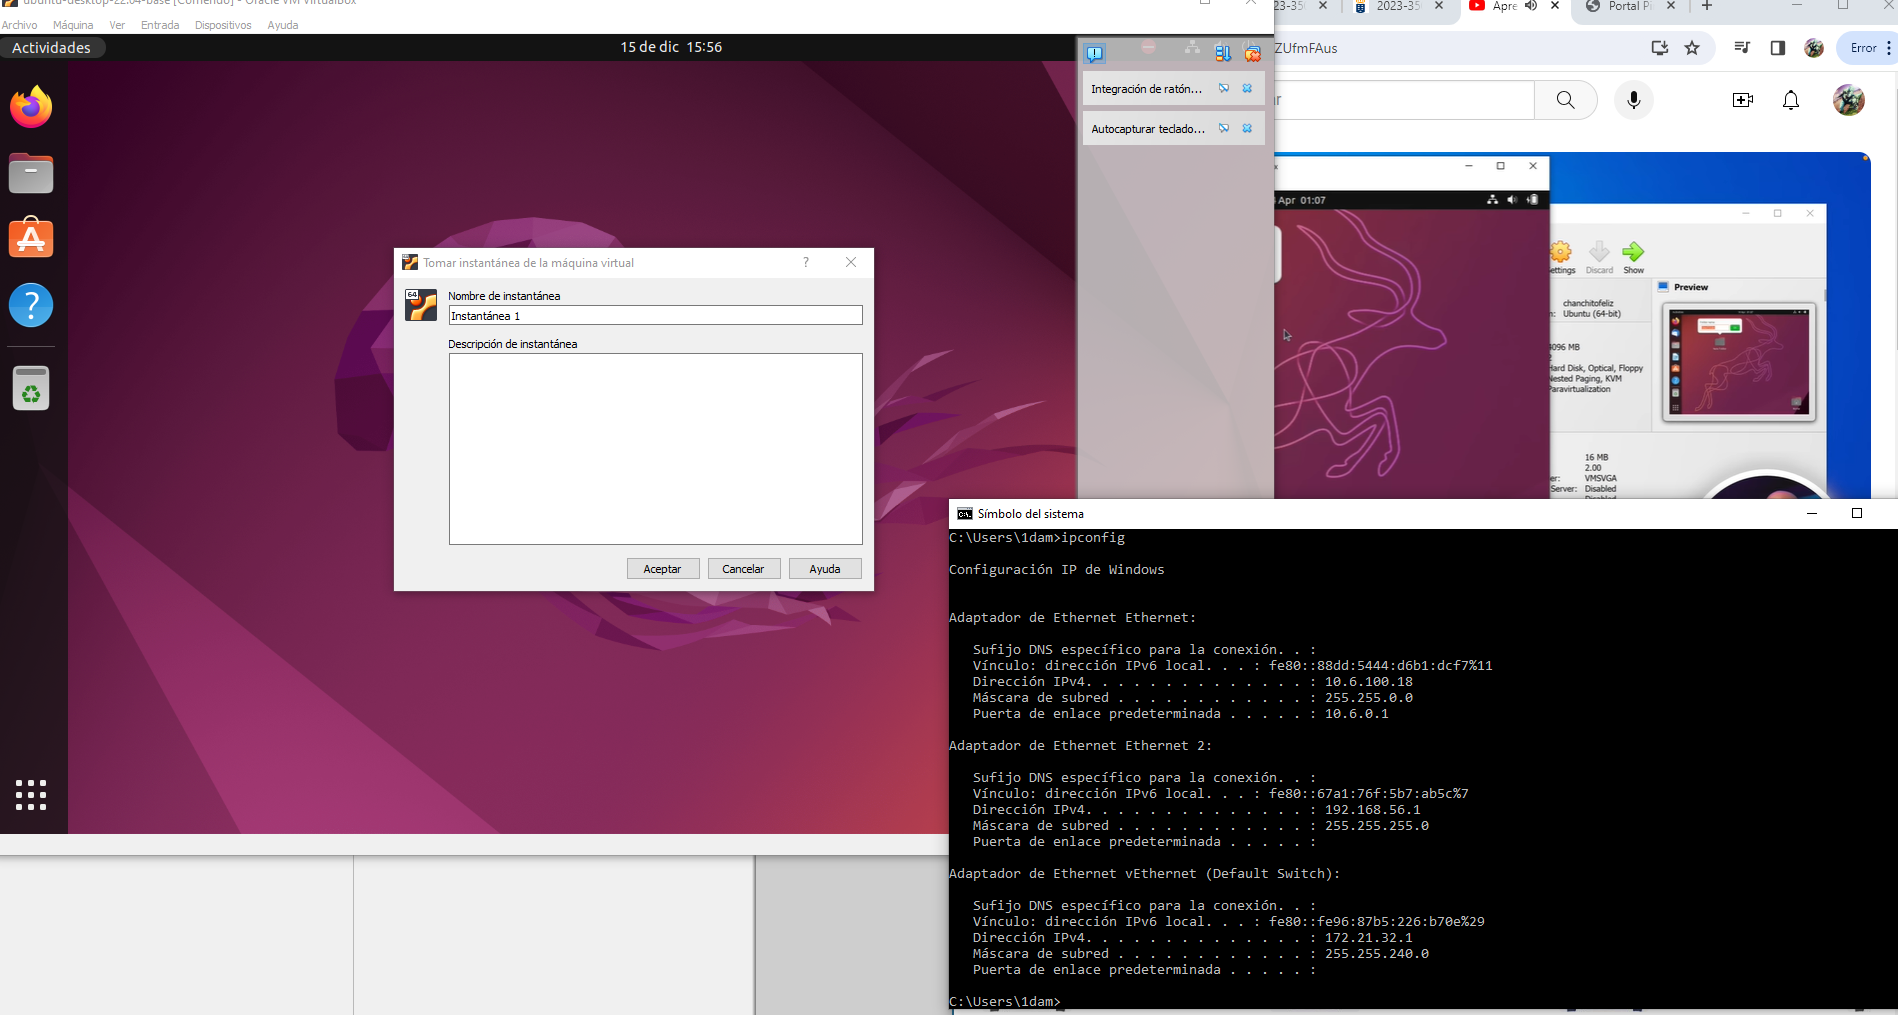 ubuntu-desktop-22.04-base [Corriendo] - Oracle VM VirtualBox
Archivo Máquina Ver Entrada Dispositivos Ayuda
Actividades
15 de dic 15:56
Integración de ratón...
Autocapturar teclado...
Tomar instantánea de la máquina virtual
?
64
Nombre de instantánea
Instantánea 1
Descripción de instantánea
Aceptar Cancelar Ayuda
2023-35
Apre
Portal P
ZUfmFAus
Error
Apr 01:07
Discard
Show
Preview
chanchitofeliz
Ubuntu (64-bit)
4096 MB
2
Hard Disk, Optical, Floppy
Nested Paging, KVM
Paravirtualization
16 MB
2.00
VMSVGA
Server: Disabled
Símbolo del sistema
C:\Users\1dam>ipconfig
Configuración IP de Windows
Adaptador de Ethernet Ethernet:
Sufijo DNS específico para la conexión. . :
Vínculo: dirección IPv6 local. . . : fe80::88dd:5444:d6b1:dcf7%11
Dirección IPv4. . . . . . . . . . . . . . : 10.6.100.18
Máscara de subred . . . . . . . . . . . . : 255.255.0.0
Puerta de enlace predeterminada . . . . . : 10.6.0.1
Adaptador de Ethernet Ethernet 2:
Sufijo DNS específico para la conexión. . :
Vínculo: dirección IPv6 local. . . : fe80::67a1:76f:5b7:ab5c%7
Dirección IPv4. . . . . . . . . . . . . . : 192.168.56.1
Máscara de subred . . . . . . . . . . . . : 255.255.255.0
Puerta de enlace predeterminada . . . . . :
Adaptador de Ethernet vEthernet (Default Switch):
Sufijo DNS específico para la conexión. . :
Vínculo: dirección IPv6 local. . . : fe80::fe96:87b5:226:b70e%29
Dirección IPv4. . . . . . . . . . . . . . : 172.21.32.1
Máscara de subred . . . . . . . . . . . . : 255.255.240.0
Puerta de enlace predeterminada . . . . . :
C:\Users\1dam>